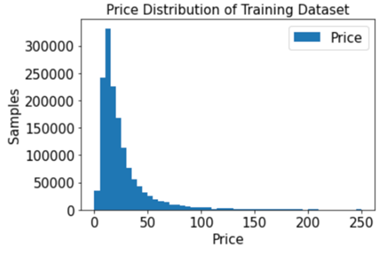 Price Distribution of Training Dataset
Price
300000
250000
200000
150000
100000
50000
0
Samples
0 50 100 150 200 250
Price